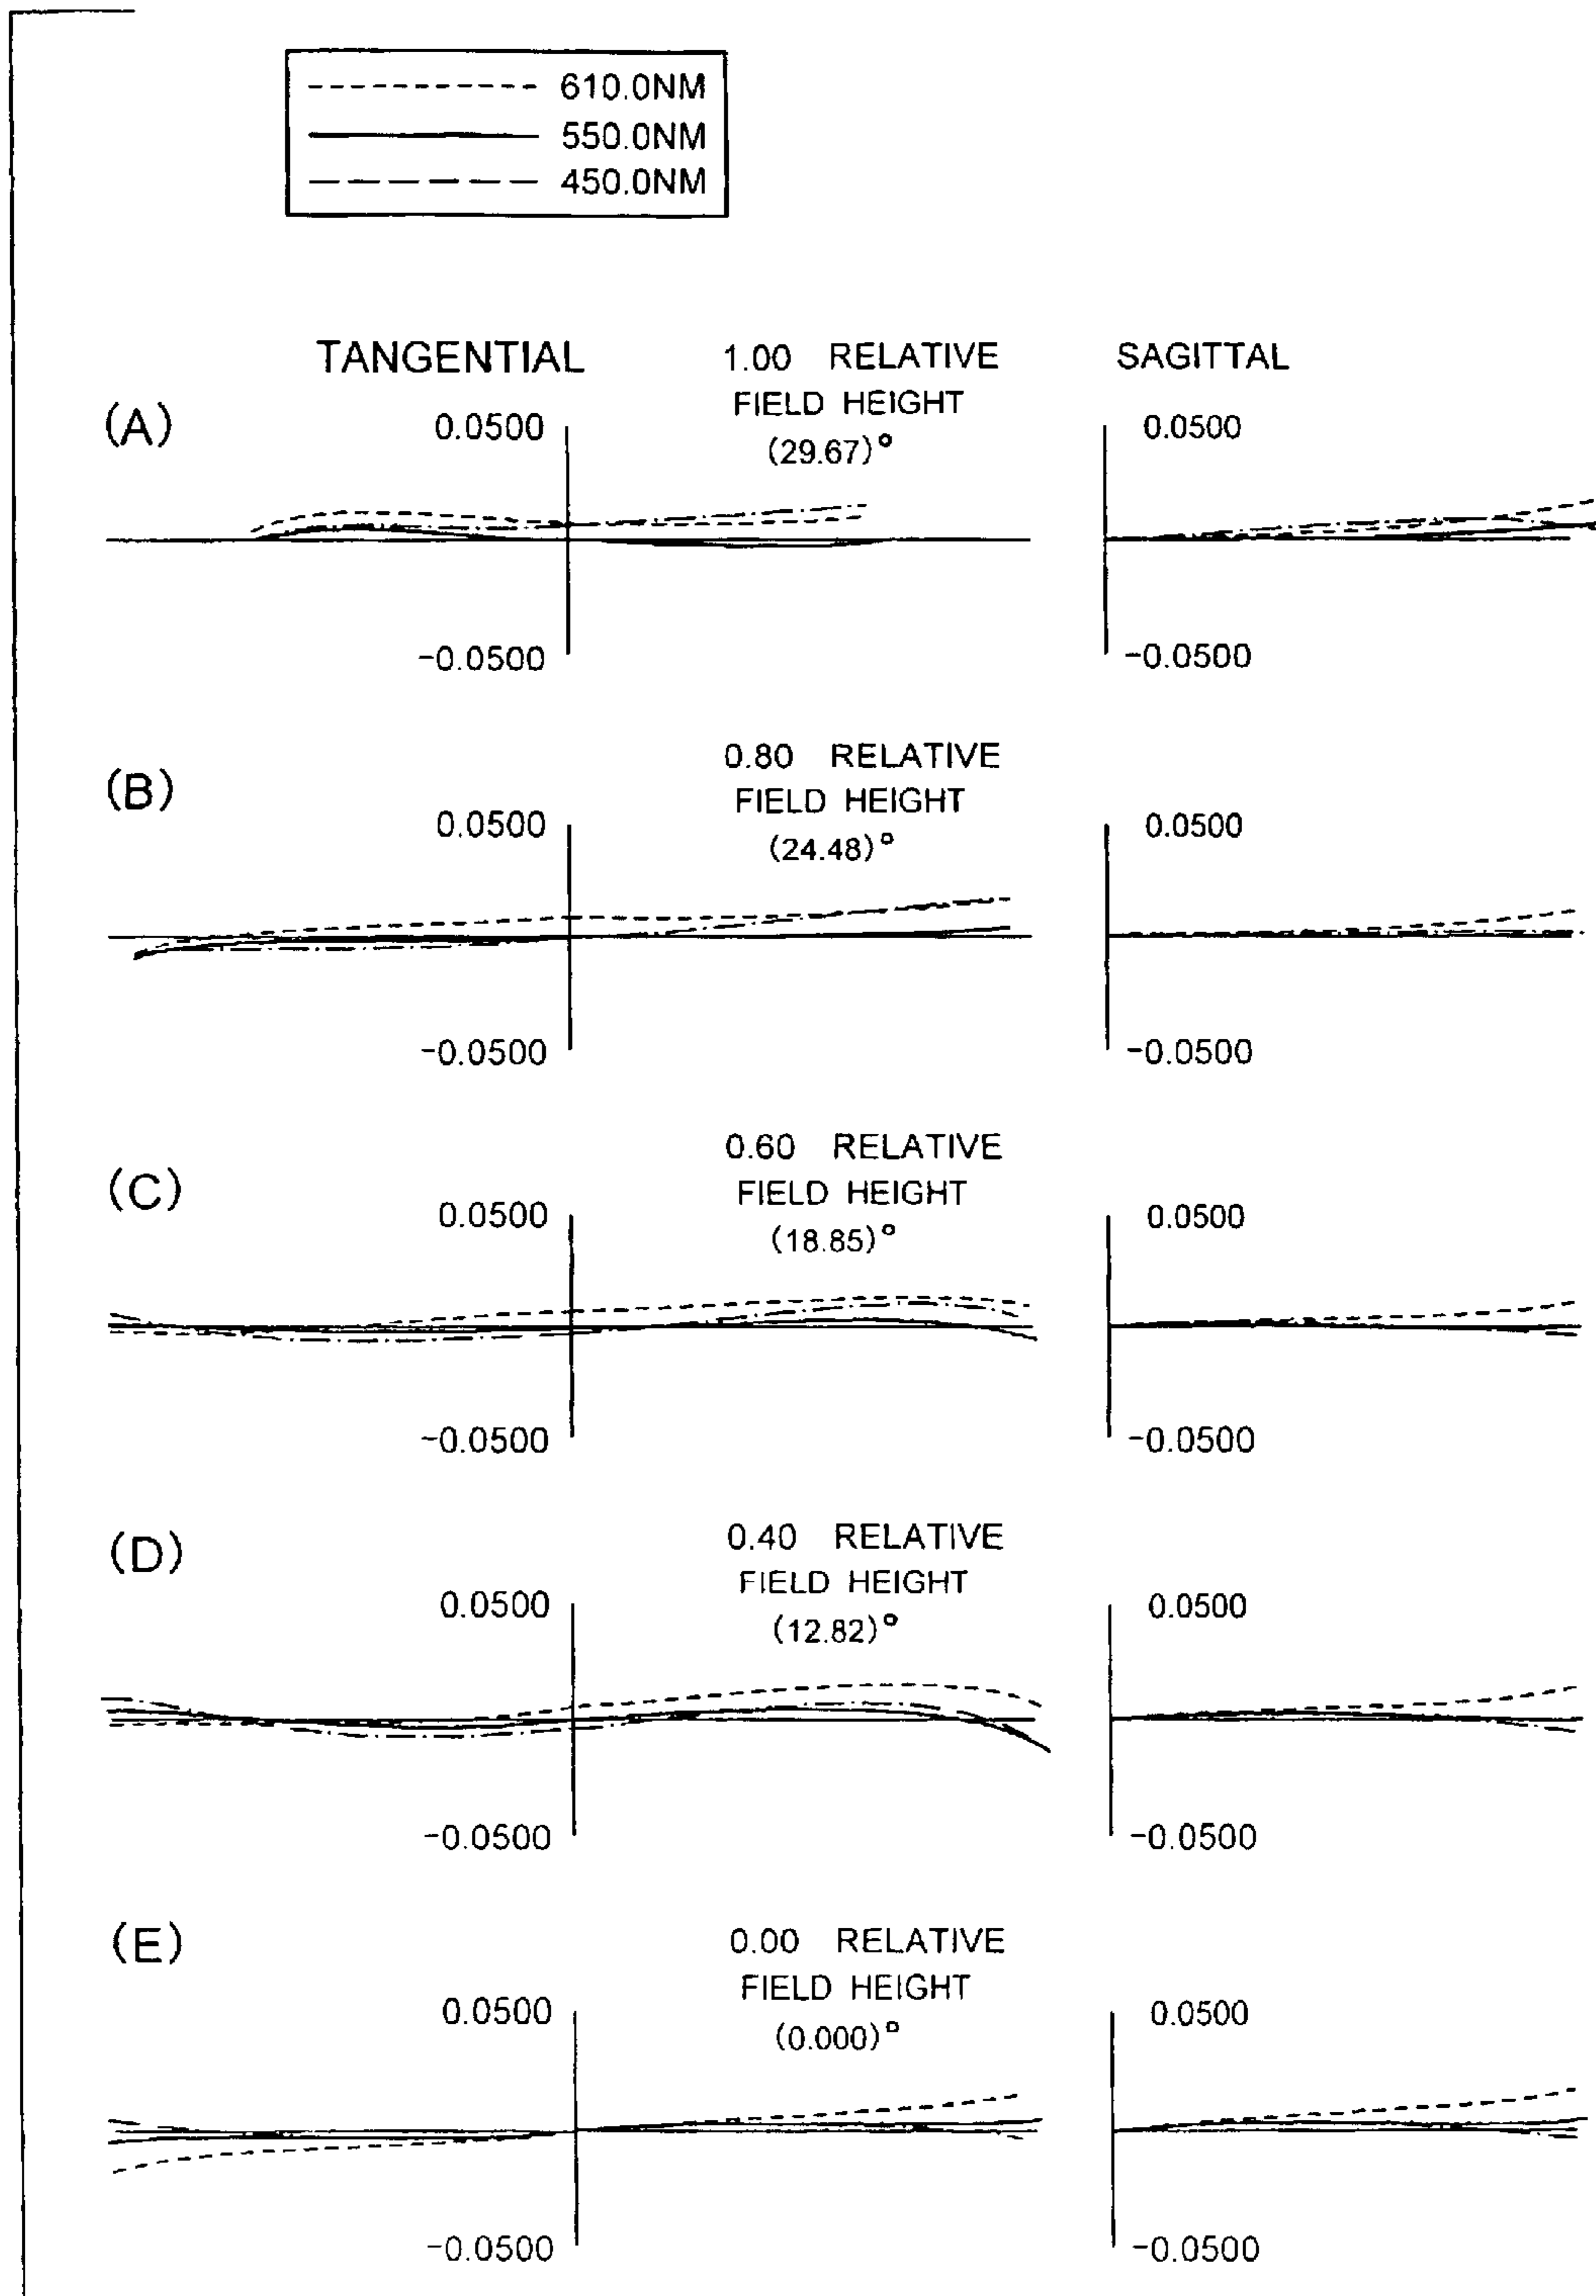 610.0NM
550.0NM
450.0NM
TANGENTIAL
1.00 RELATIVE
FIELD HEIGHT
(29.67)°
SAGITTAL
(A)
0.0500
0.0500
-0.0500
-0.0500
0.80 RELATIVE
FIELD HEIGHT
(24.48)°
(B)
0.0500
0.0500
-0.0500
-0.0500
0.60 RELATIVE
FIELD HEIGHT
(18.85)°
(C)
0.0500
0.0500
-0.0500
-0.0500
0.40 RELATIVE
FIELD HEIGHT
(12.82)°
(D)
0.0500
0.0500
-0.0500
-0.0500
0.00 RELATIVE
FIELD HEIGHT
(0.000)°
(E)
0.0500
0.0500
-0.0500
-0.0500